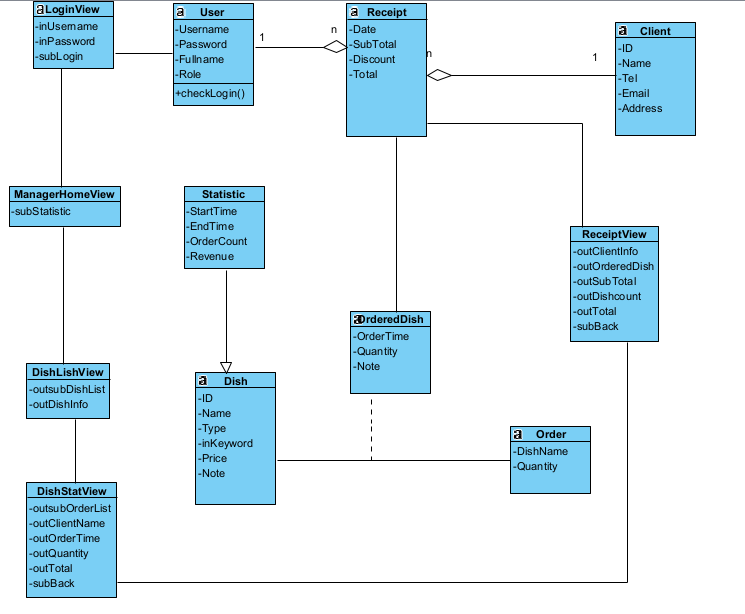 LoginView
-inUsername
-inPassword
-subLogin
User
-Username
-Password
-Fullname
-Role
+checkLogin()
1
n
Receipt
-Date
-SubTotal
-Discount
-Total
n
1
Client
-ID
-Name
-Tel
-Email
-Address
ManagerHomeView
-subStatistic
Statistic
-StartTime
-EndTime
-OrderCount
-Revenue
ReceiptView
-outClientInfo
-outOrderedDish
-outSubTotal
-outDishcount
-outTotal
-subBack
OrderedDish
-OrderTime
-Quantity
-Note
DishLishView
-outsubDishList
-outDishInfo
Dish
-ID
-Name
-Type
-inKeyword
-Price
-Note
Order
-DishName
-Quantity
DishStatView
-outsubOrderList
-outClientName
-outOrderTime
-outQuantity
-outTotal
-subBack